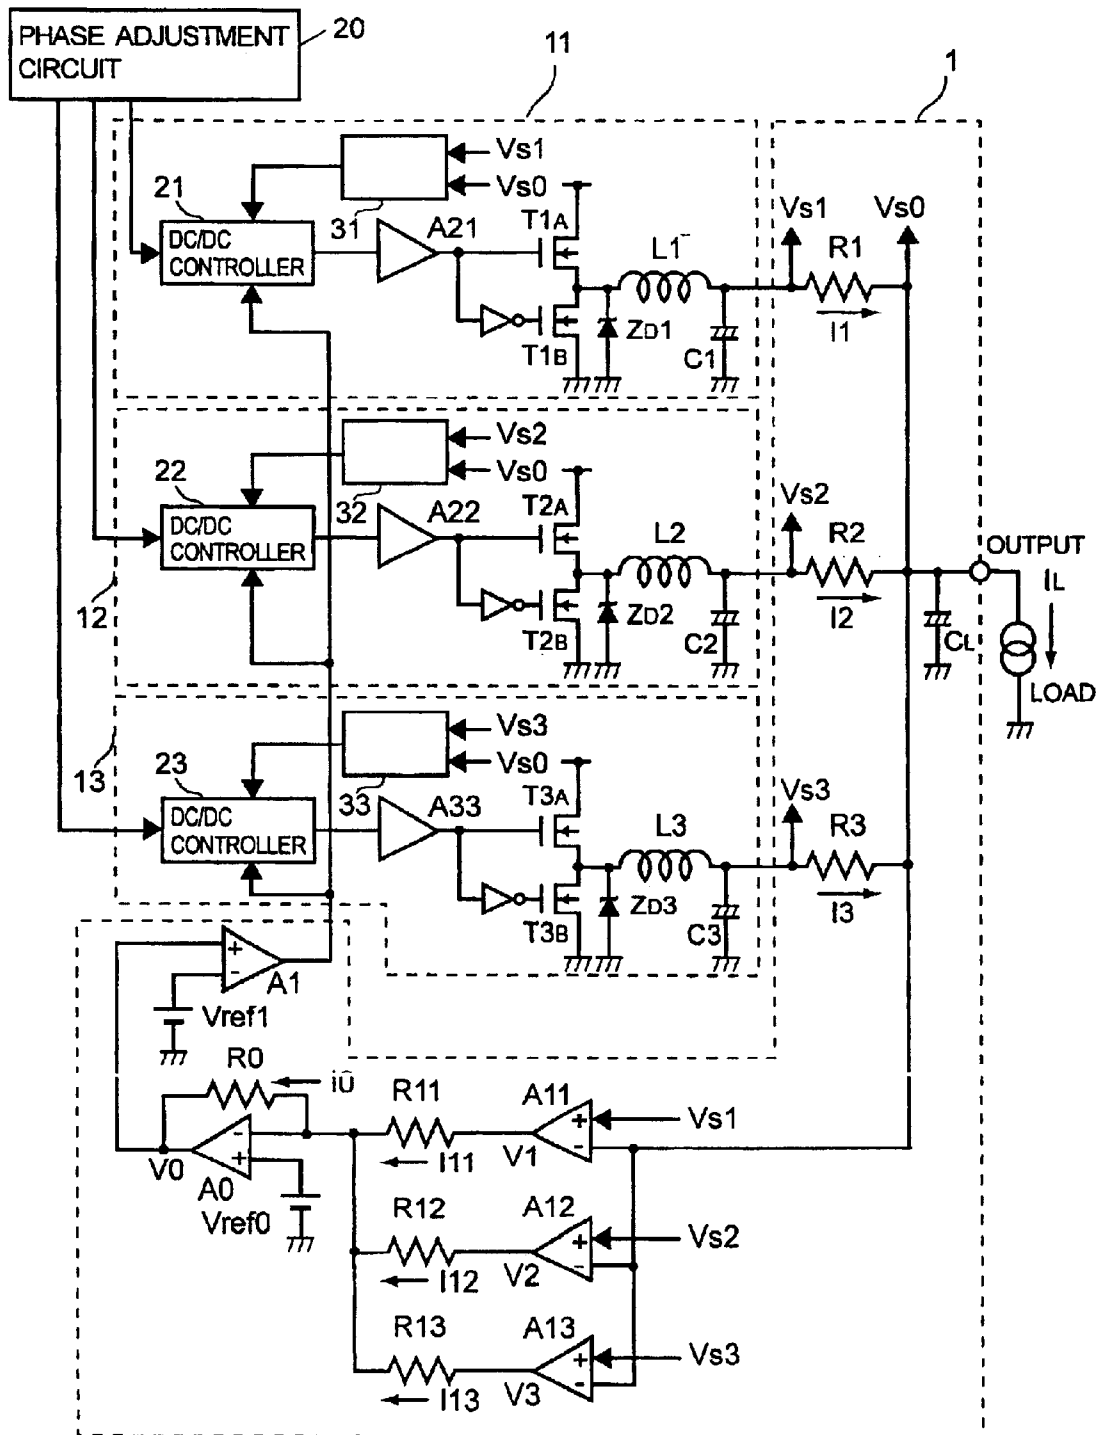 PHASE ADJUSTMENT
CIRCUIT
20
11
1
Vs1
Vs0
21
31
A21
T1A
DC/DC
CONTROLLER
L1
Vs1
Vs0
R1
I1
ZD1
T1B
C1
Vs2
Vs0
22
32
A22
T2A
DC/DC
CONTROLLER
L2
Vs2
R2
OUTPUT
IL
I2
12
ZD2
T2B
C2
CL
LOAD
Vs3
Vs0
13
23
33
A33
T3A
DC/DC
CONTROLLER
L3
Vs3
R3
I3
ZD3
T3B
C3
+
-
A1
Vref1
R0
i0
R11
A11
+
-
Vs1
V1
I11
V0
-
+
A0
Vref0
R12
A12
+
-
Vs2
V2
I12
R13
A13
+
-
Vs3
V3
I13